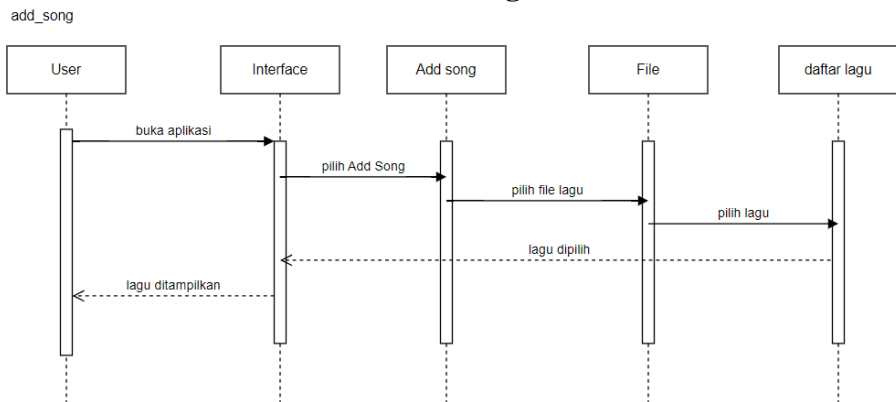 add_song
User
Interface
Add song
File
daftar lagu
buka aplikasi
pilih Add Song
pilih file lagu
pilih lagu
lagu dipilih
lagu ditampilkan